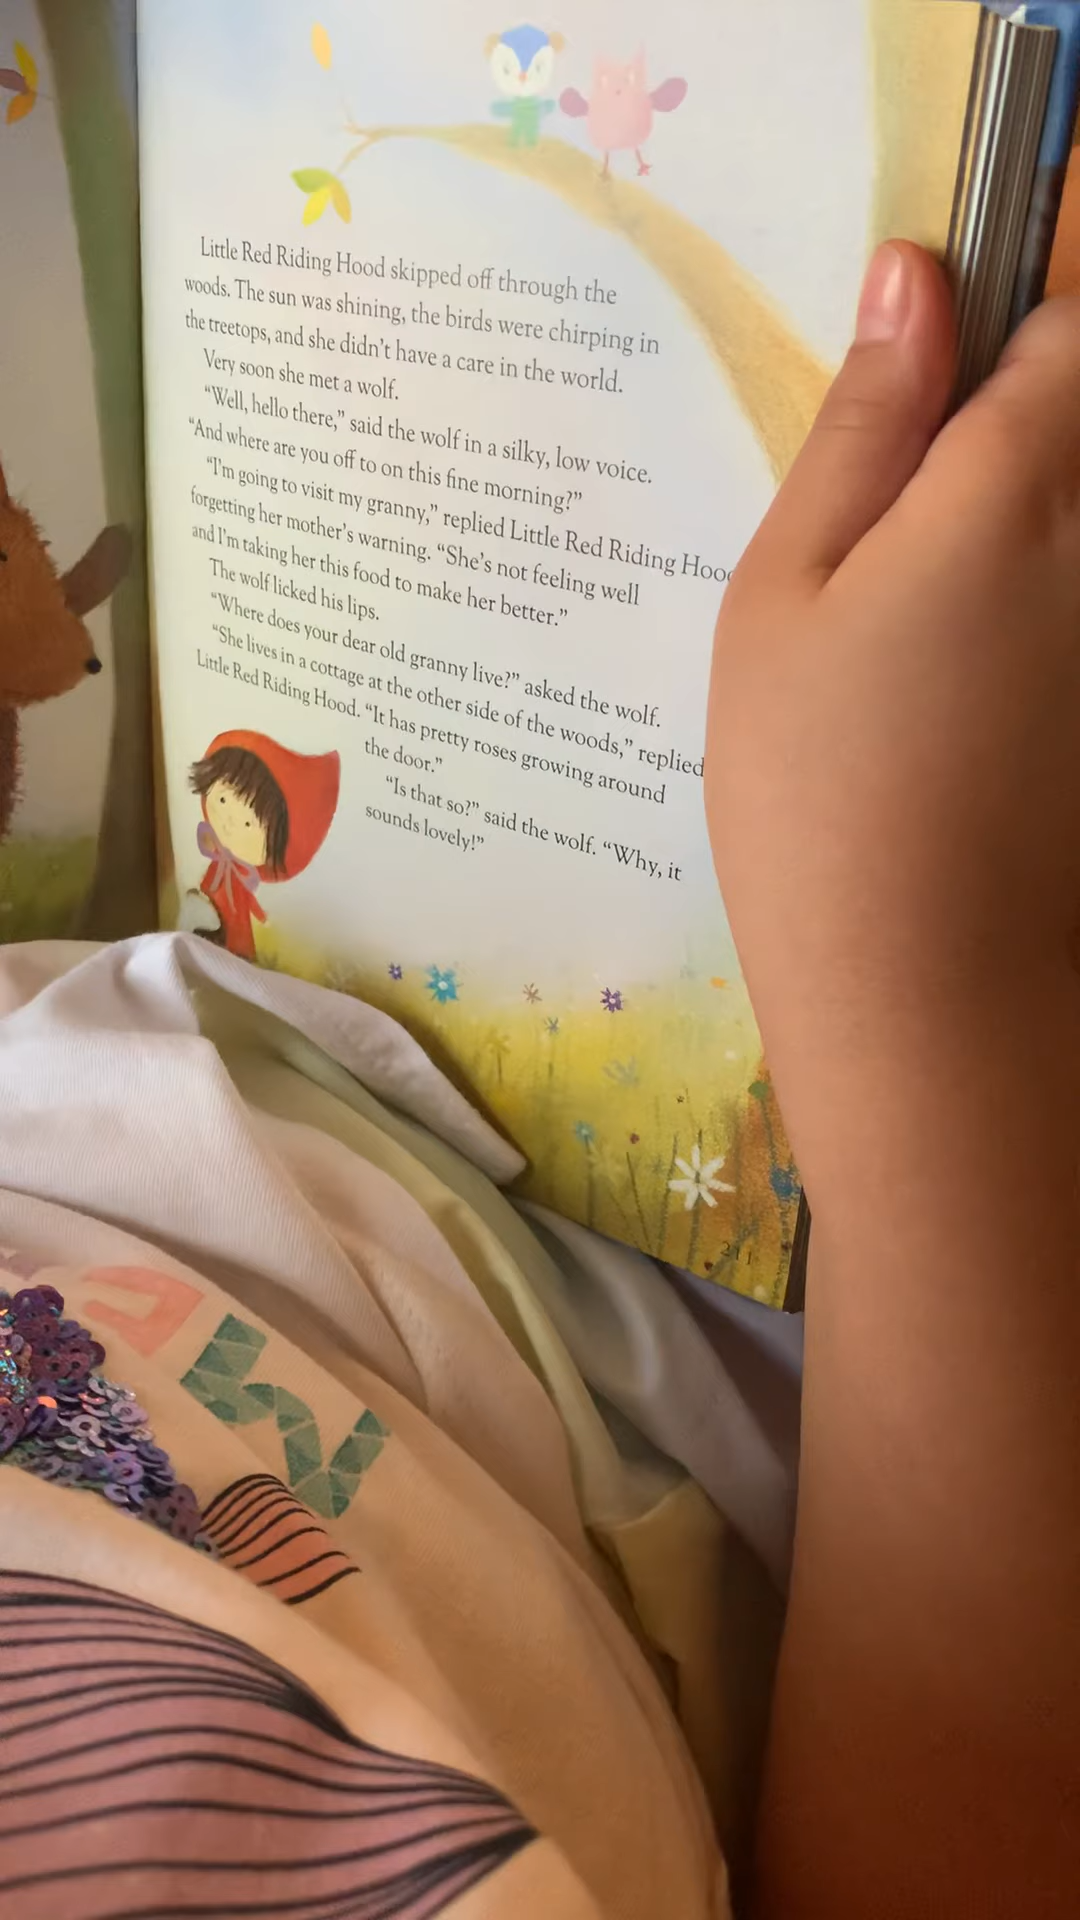 Little Red Riding Hood skipped off through the
woods. The sun was shining, the birds were chirping in
the treetops, and she didn't have a care in the world.
Very soon she met a wolf.
“Well, hello there,” said the wolf in a silky, low voice.
“And where are you off to on this fine morning?”
“I'm going to visit my granny,” replied Little Red Riding Hood
forgetting her mother's warning. “She's not feeling well
and I'm taking her this food to make her better.”
The wolf licked his lips.
“Where does your dear old granny live?” asked the wolf.
“She lives in a cottage at the other side of the woods,” replied
Little Red Riding Hood. “It has pretty roses growing around
the door.”
“Is that so?” said the wolf. “Why, it
sounds lovely!”
211